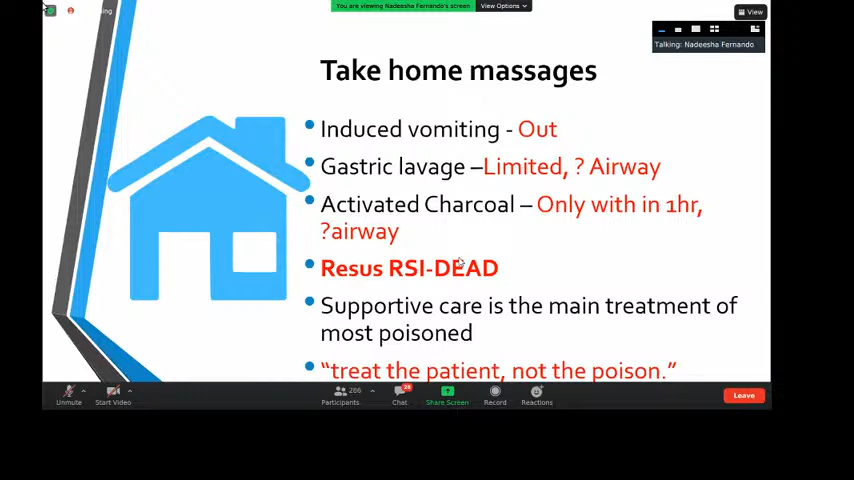 You are viewing Nadeesha Fernando's screen
View Options
ing
View
Talking: Nadeesha Fernando
Take home massages
Induced vomiting - Out
Gastric lavage –Limited, ? Airway
Activated Charcoal – Only with in 1hr,
?airway
Resus RSI-DEAD
Supportive care is the main treatment of
most poisoned
“treat the patient, not the poison.”
286
28
Unmute
Start Video
Participants
Chat
Share Screen
Record
Reactions
Leave